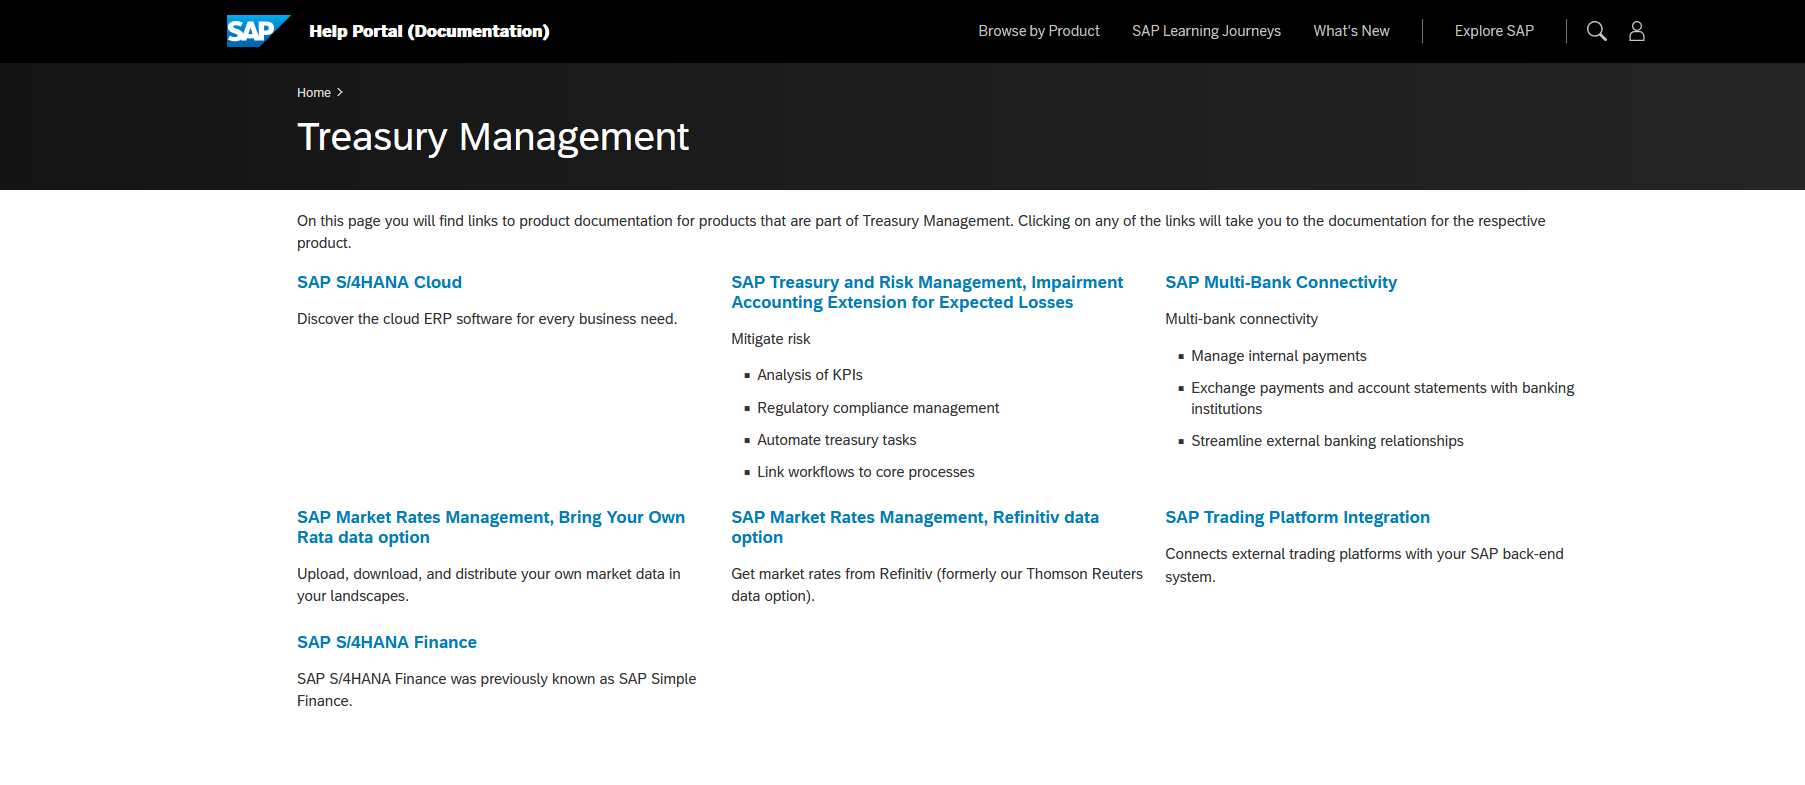 SAP Help Portal (Documentation) Browse by Product SAP Learning Journeys What's New Explore SAP
Home
Treasury Management
On this page you will find links to product documentation for products that are part of Treasury Management. Clicking on any of the links will take you to the documentation for the respective
product.
SAP S/4HANA Cloud
Discover the cloud ERP software for every business need.
SAP Treasury and Risk Management, Impairment
Accounting Extension for Expected Losses
Mitigate risk
Analysis of KPIs
Regulatory compliance management
Automate treasury tasks
Link workflows to core processes
SAP Multi-Bank Connectivity
Multi-bank connectivity
Manage internal payments
Exchange payments and account statements with banking
institutions
Streamline external banking relationships
SAP Market Rates Management, Bring Your Own
Rata data option
Upload, download, and distribute your own market data in
your landscapes.
SAP Market Rates Management, Refinitiv data
option
Get market rates from Refinitiv (formerly our Thomson Reuters
data option).
SAP Trading Platform Integration
Connects external trading platforms with your SAP back-end
system.
SAP S/4HANA Finance
SAP S/4HANA Finance was previously known as SAP Simple
Finance.